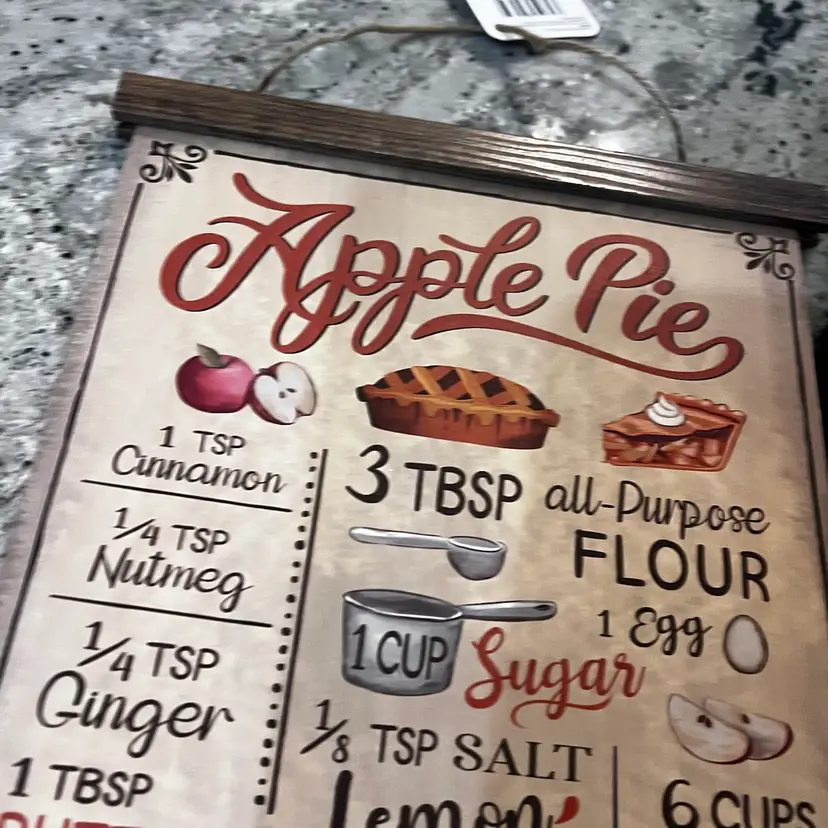 Apple Pie
1 TSP
Cinnamon
1/4 TSP
Nutmeg
1/4 TSP
Ginger
1 TBSP
3 TBSP all-Purpose
FLOUR
1 Egg
1 CUP Sugar
1/8 TSP SALT
Lemon
6 CUPS